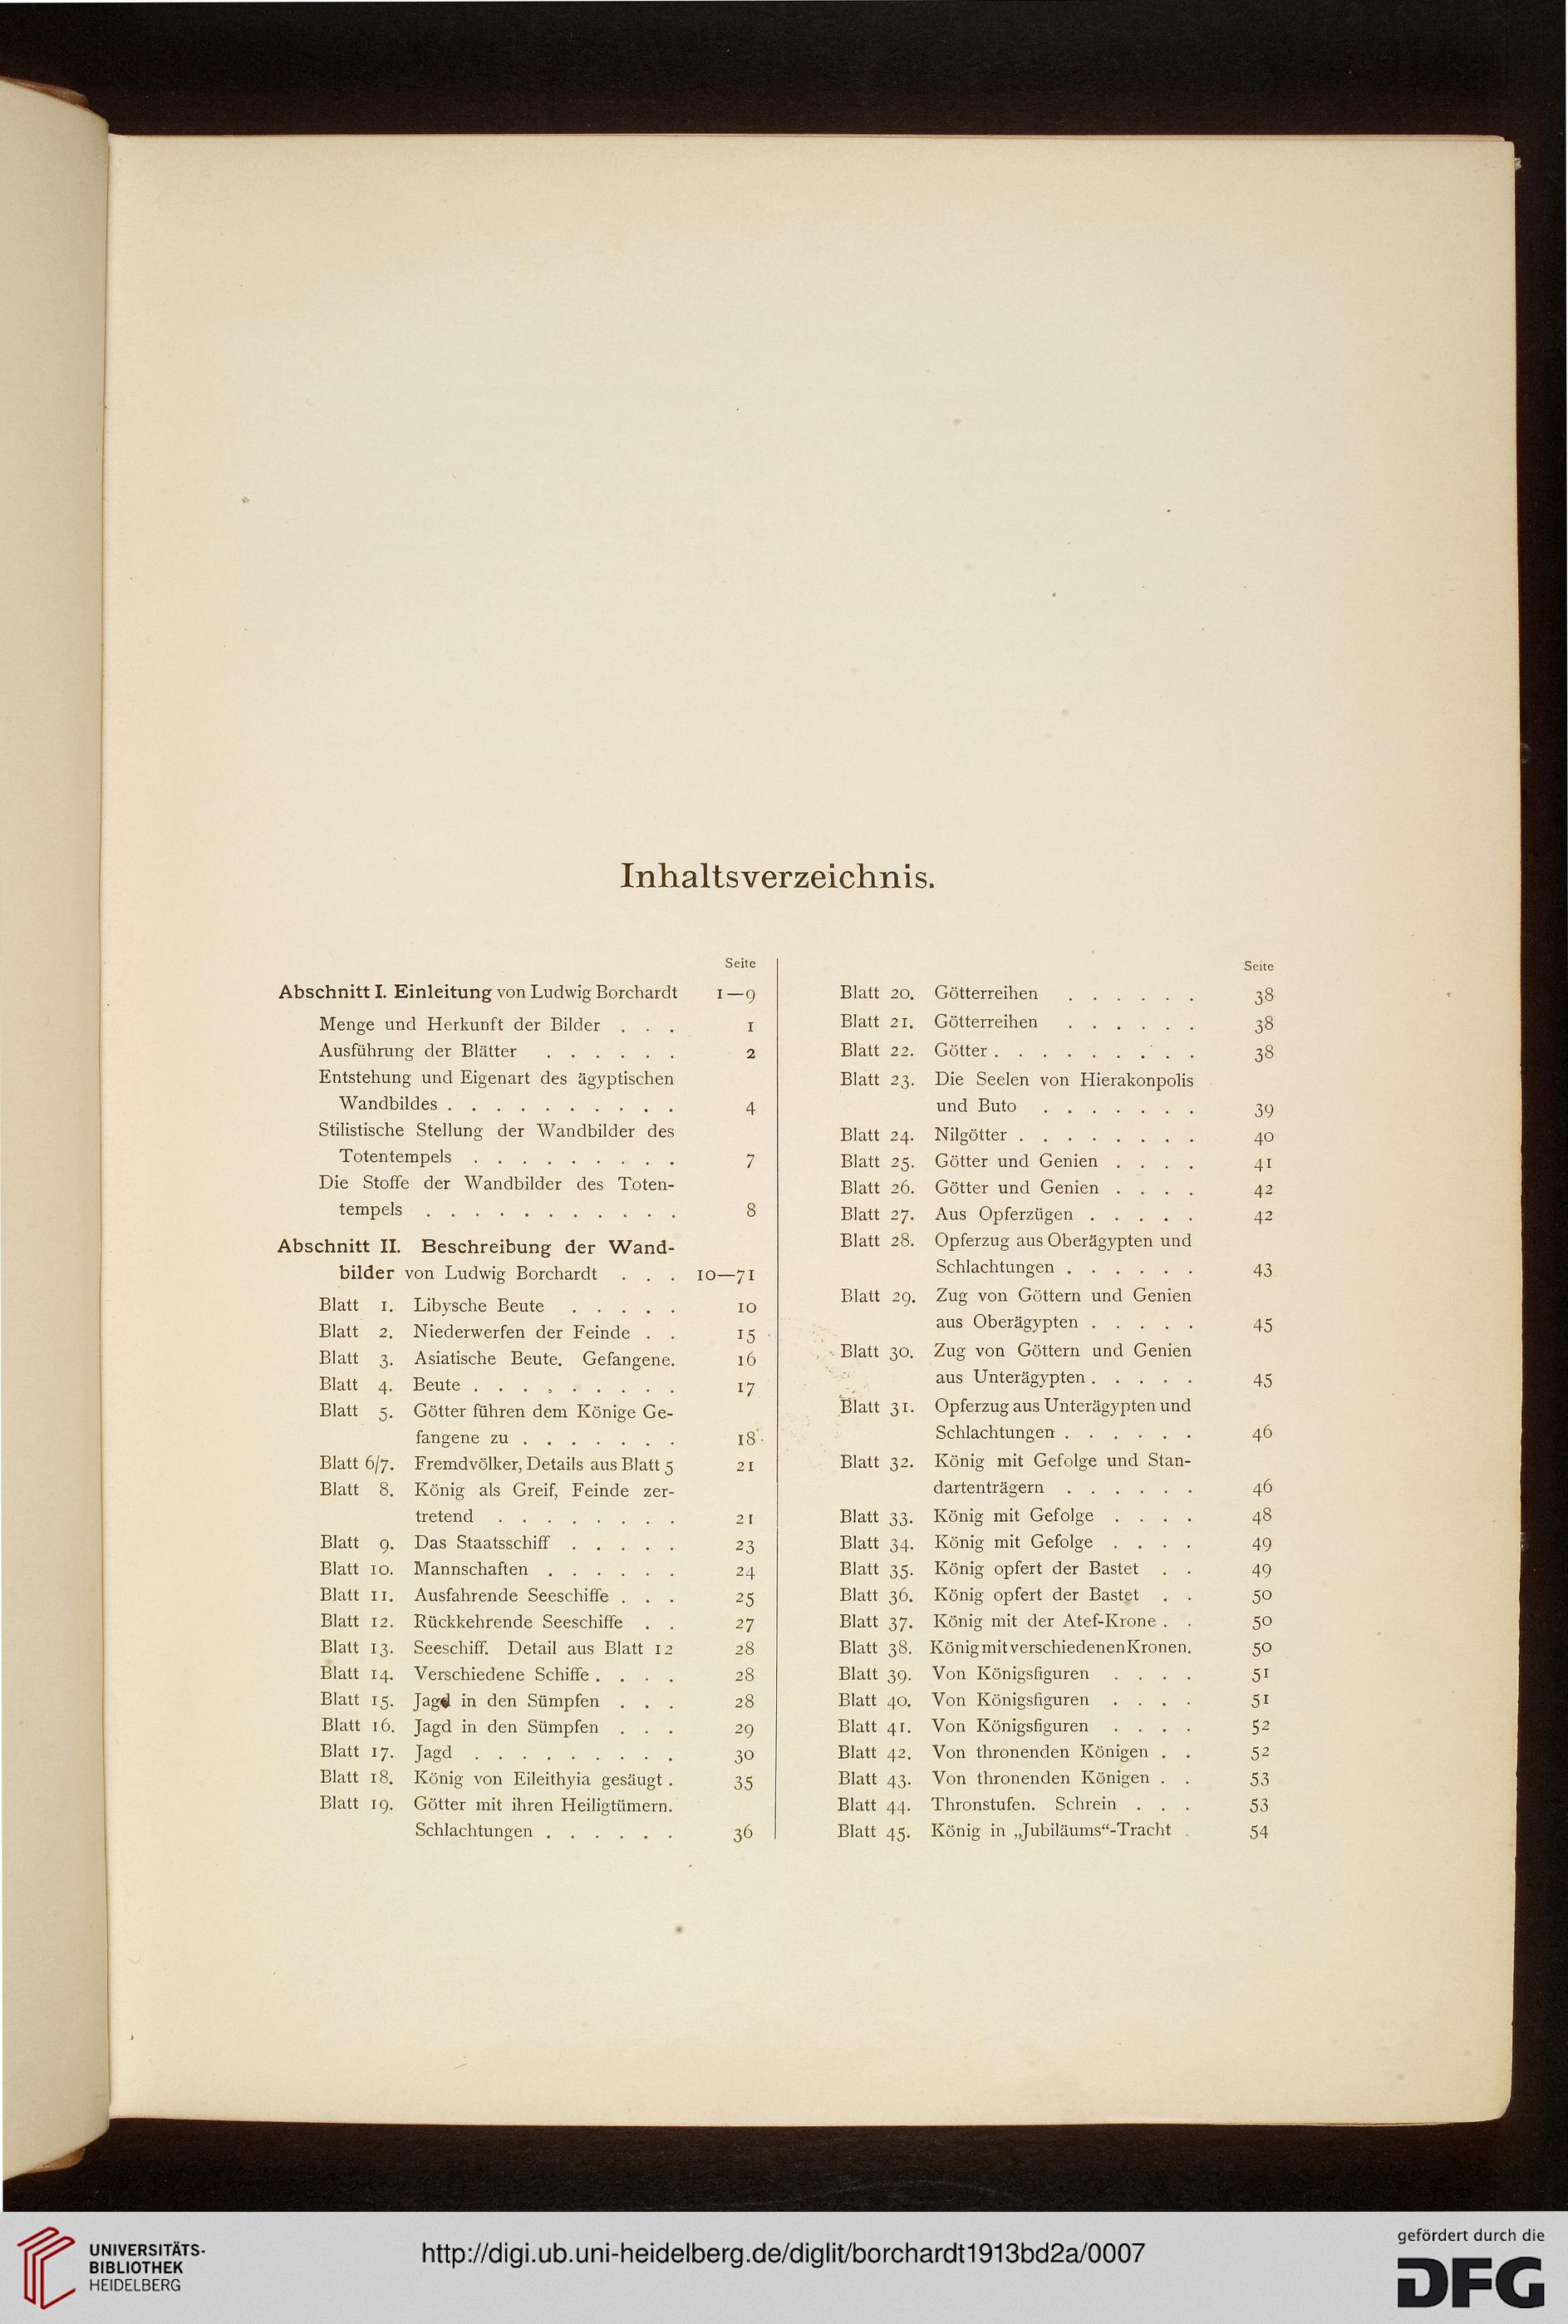 Inhaltsverzeichnis.
Seite
Abschnitt I. Einleitung von Ludwig Borchardt 1—9
Menge und Herkunft der Bilder . . . 1
Ausführung der Blätter . . . . . . 2
Entstehung und Eigenart des ägyptischen
Wandbildes . . . . . . . . . . 4
Stilistische Stellung der Wandbilder des
Totentempels . . . . . . . . . 7
Die Stoffe der Wandbilder des Toten-
tempels . . . . . . . . . . . 8
Abschnitt II. Beschreibung der Wand-
bilder von Ludwig Borchardt . . . 10—71
Blatt 1. Libysche Beute . . . . . 10
Blatt 2. Niederwerfen der Feinde . . 15
Blatt 3. Asiatische Beute. Gefangene. 16
Blatt 4. Beute . . . . . . . . . 17
Blatt 5. Götter führen dem Könige Ge-
fangene zu . . . . . . . 18
Blatt 6/7. Fremdvölker, Details aus Blatt 5 21
Blatt 8. König als Greif, Feinde zer-
tretend . . . . . . . . 21
Blatt 9. Das Staatsschiff . . . . . 23
Blatt 10. Mannschaften . . . . . . 24
Blatt 11. Ausfahrende Seeschiffe . . . 25
Blatt 12. Rückkehrende Seeschiffe . . 27
Blatt 13. Seeschiff. Detail aus Blatt 12 28
Blatt 14. Verschiedene Schiffe . . . . 28
Blatt 15. Jagd in den Sümpfen . . . 28
Blatt 16. Jagd in den Sümpfen . . . 29
Blatt 17. Jagd . . . . . . . . . 30
Blatt 18. König von Eileithyia gesäugt . 35
Blatt 19. Götter mit ihren Heiligtümern.
Schlachtungen . . . . . . 36
Seite
Blatt 20. Götterreihen . . . . . . 38
Blatt 21. Götterreihen . . . . . . 38
Blatt 22. Götter . . . . . . . . . 38
Blatt 23. Die Seelen von Hierakonpolis
und Buto . . . . . . . 39
Blatt 24. Nilgötter . . . . . . . . 40
Blatt 25. Götter und Genien . . . . 41
Blatt 26. Götter und Genien . . . . 42
Blatt 27. Aus Opferzügen . . . . . 42
Blatt 28. Opferzug aus Oberägypten und
Schlachtungen . . . . . . 43
Blatt 29. Zug von Göttern und Genien
aus Oberägypten . . . . . 45
Blatt 30. Zug von Göttern und Genien
aus Unterägypten . . . . . 45
Blatt 31. Opferzug aus Unterägypten und
Schlachtungen . . . . . . 46
Blatt 32. König mit Gefolge und Stan-
dartenträgern . . . . . . 46
Blatt 33. König mit Gefolge . . . . 48
Blatt 34. König mit Gefolge . . . . 49
Blatt 35. König opfert der Bastet . . 49
Blatt 36. König opfert der Bastet . . 50
Blatt 37. König mit der Atef-Krone . . 50
Blatt 38. König mit verschiedenen Kronen. 50
Blatt 39. Von Königsfiguren . . . . 51
Blatt 40. Von Königsfiguren . . . . 51
Blatt 41. Von Königsfiguren . . . . 52
Blatt 42. Von thronenden Königen . . 52
Blatt 43. Von thronenden Königen . . 53
Blatt 44. Thronstufen. Schrein . . . 53
Blatt 45. König in „Jubiläums“-Tracht . 54
UNIVERSITÄTS-
BIBLIOTHEK
HEIDELBERG
http://digi.ub.uni-heidelberg.de/diglit/borchardt1913bd2a/0007
gefördert durch die
DFG